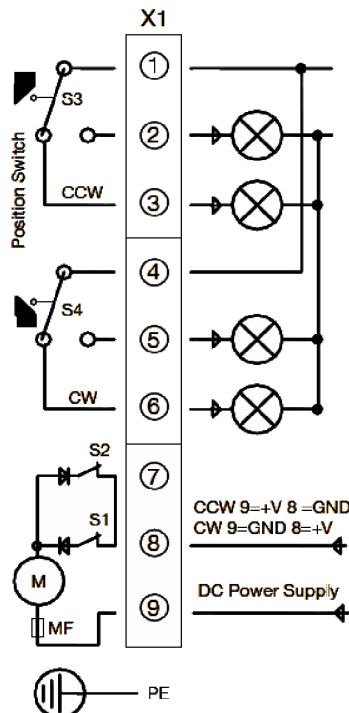 X1
1
S3
2
CCW
3
Position Switch
4
S4
5
CW
6
S2
7
CCW 9=+V 8 =GND
S1
8
CW 9=GND 8=+V
M
DC Power Supply
9
MF
PE